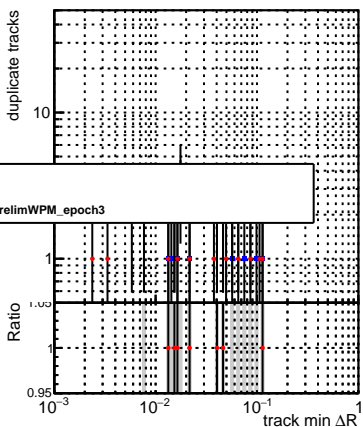 duplicate tracks
10
relimWPM_epoch3
1
Ratio
1.05
1
0.95
10⁻³
10⁻²
10⁻¹
1
track min ΔR